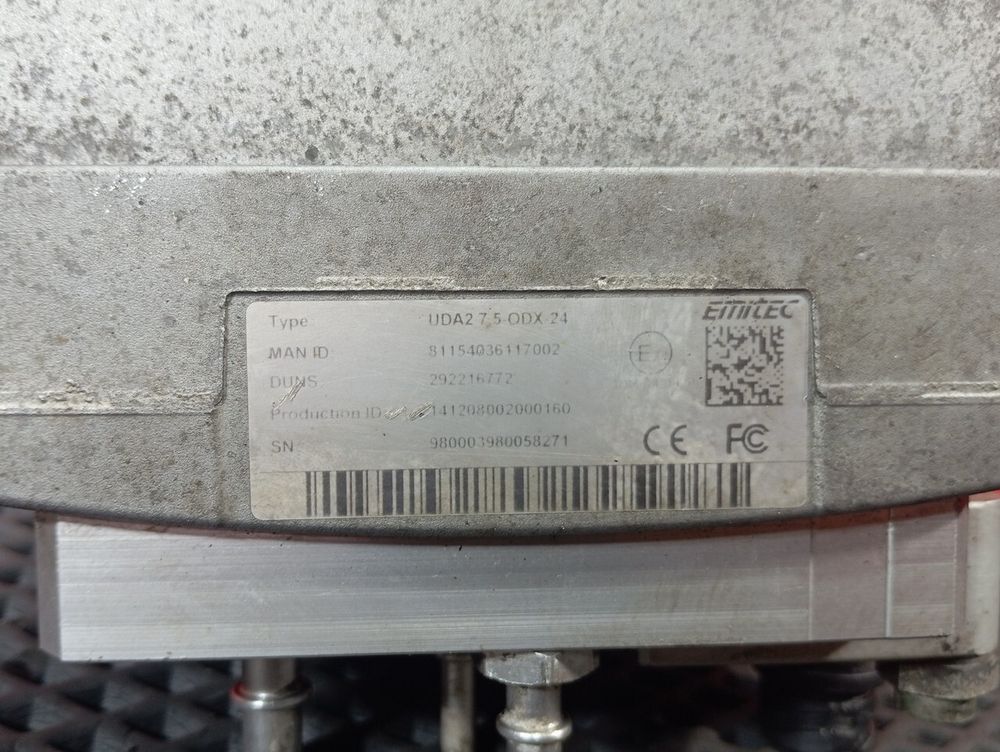 EMITEC
Type UDA2 7,5 ODX 24
MAN ID 81154036117002
DUNS 292216772
Production ID 141208002000160
SN 980003980058271
CE FC